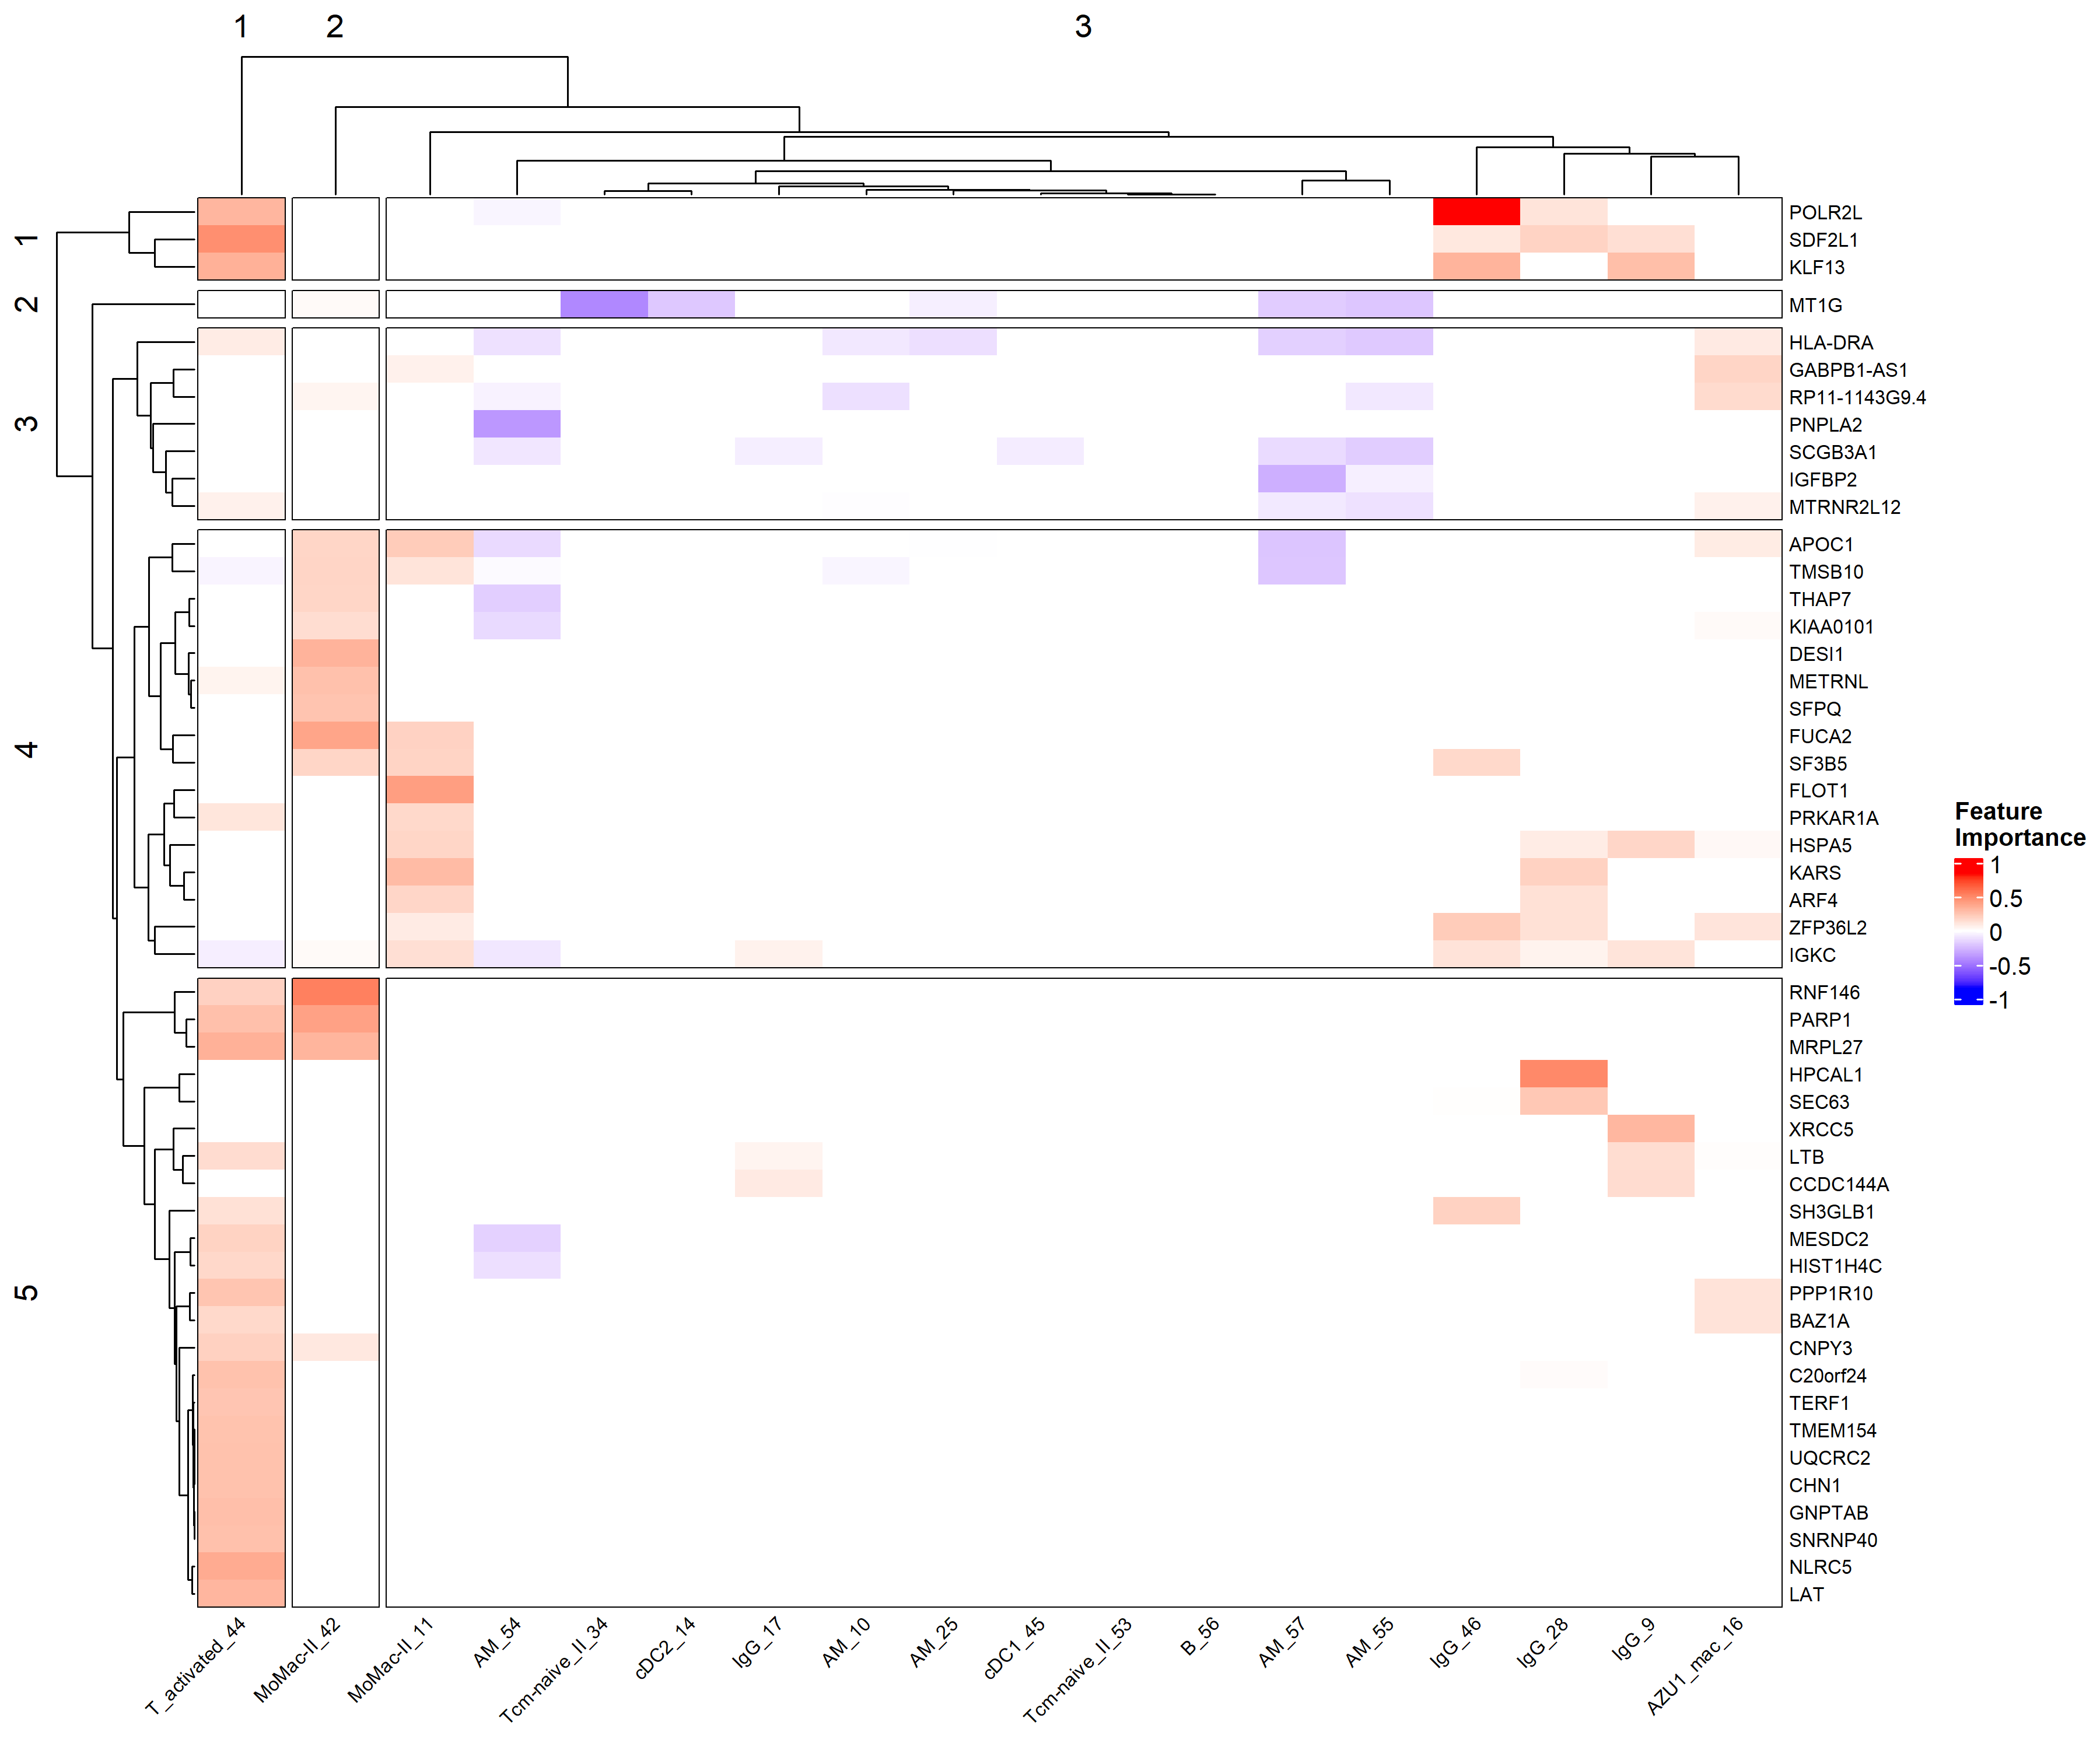 1
2
3
1
2
3
4
5
POLR2L
SDF2L1
KLF13
MT1G
HLA-DRA
GABPB1-AS1
RP11-1143G9.4
PNPLA2
SCGB3A1
IGFBP2
MTRNR2L12
APOC1
TMSB10
THAP7
KIAA0101
DESI1
METRNL
SFPQ
FUCA2
SF3B5
FLOT1
PRKAR1A
HSPA5
KARS
ARF4
ZFP36L2
IGKC
RNF146
PARP1
MRPL27
HPCAL1
SEC63
XRCC5
LTB
CCDC144A
SH3GLB1
MESDC2
HIST1H4C
PPP1R10
BAZ1A
CNPY3
C20orf24
TERF1
TMEM154
UQCRC2
CHN1
GNPTAB
SNRNP40
NLRC5
LAT
T_activated_44
MoMac-II_42
MoMac-II_11
AM_54
Tcm-naive_II_34
cDC2_14
IgG_17
AM_10
AM_25
cDC1_45
Tcm-naive_II_53
B_56
AM_57
AM_55
IgG_46
IgG_28
IgG_9
AZU1_mac_16
Feature
Importance
1
0.5
0
-0.5
-1